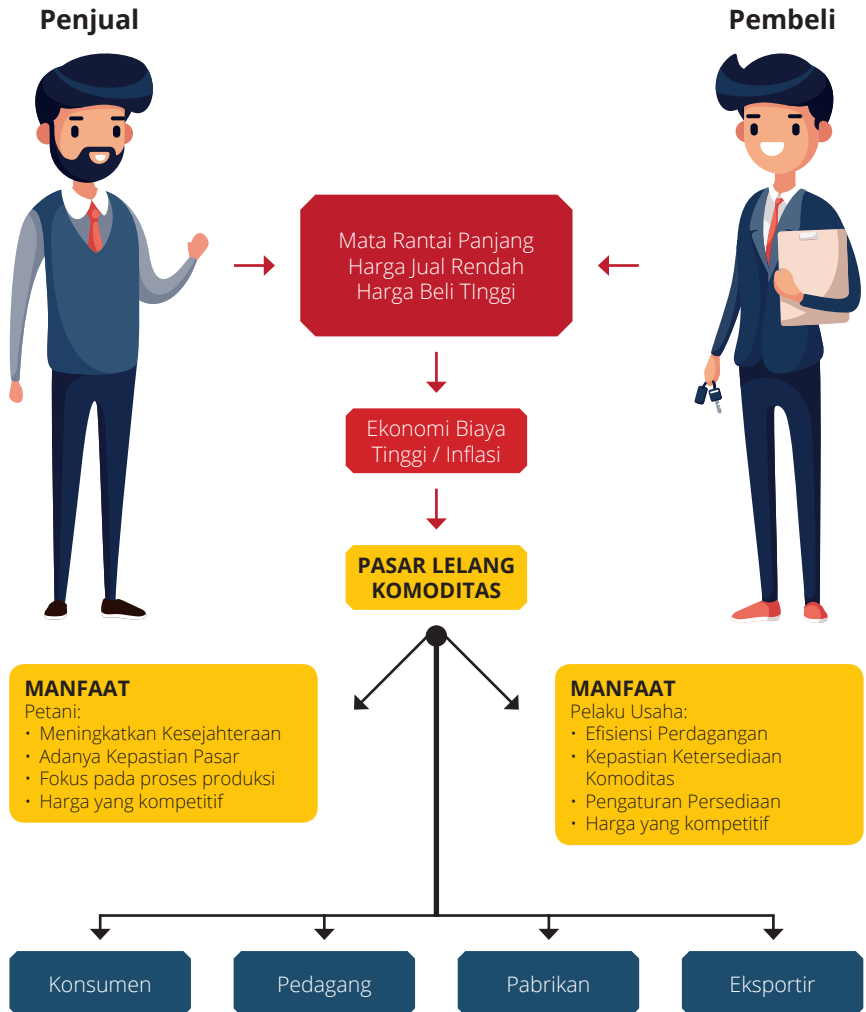 Penjual
Pembeli
Mata Rantai Panjang
Harga Jual Rendah
Harga Beli TInggi
Ekonomi Biaya
Tinggi / Inflasi
PASAR LELANG
KOMODITAS
MANFAAT
Petani:
• Meningkatkan Kesejahteraan
• Adanya Kepastian Pasar
• Fokus pada proses produksi
• Harga yang kompetitif
MANFAAT
Pelaku Usaha:
• Efisiensi Perdagangan
• Kepastian Ketersediaan
Komoditas
• Pengaturan Persediaan
• Harga yang kompetitif
Konsumen
Pedagang
Pabrikan
Eksportir